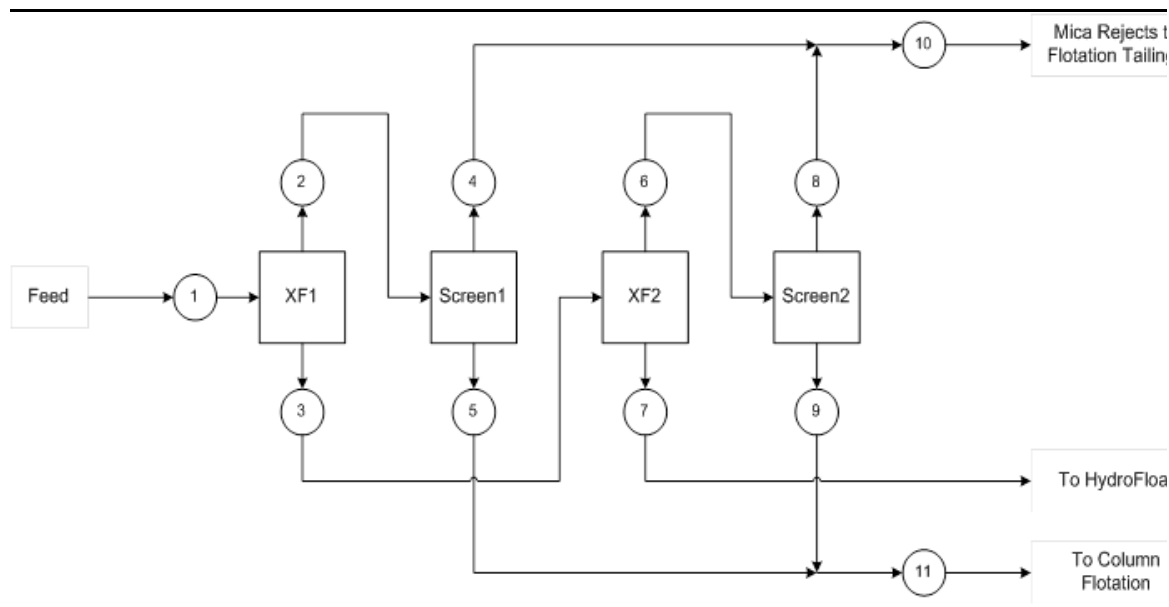 Mica Rejects t
Flotation Tailing
10
2
4
6
8
Feed
1
XF1
Screen1
XF2
Screen2
3
5
7
9
To HydroFloa
11
To Column
Flotation